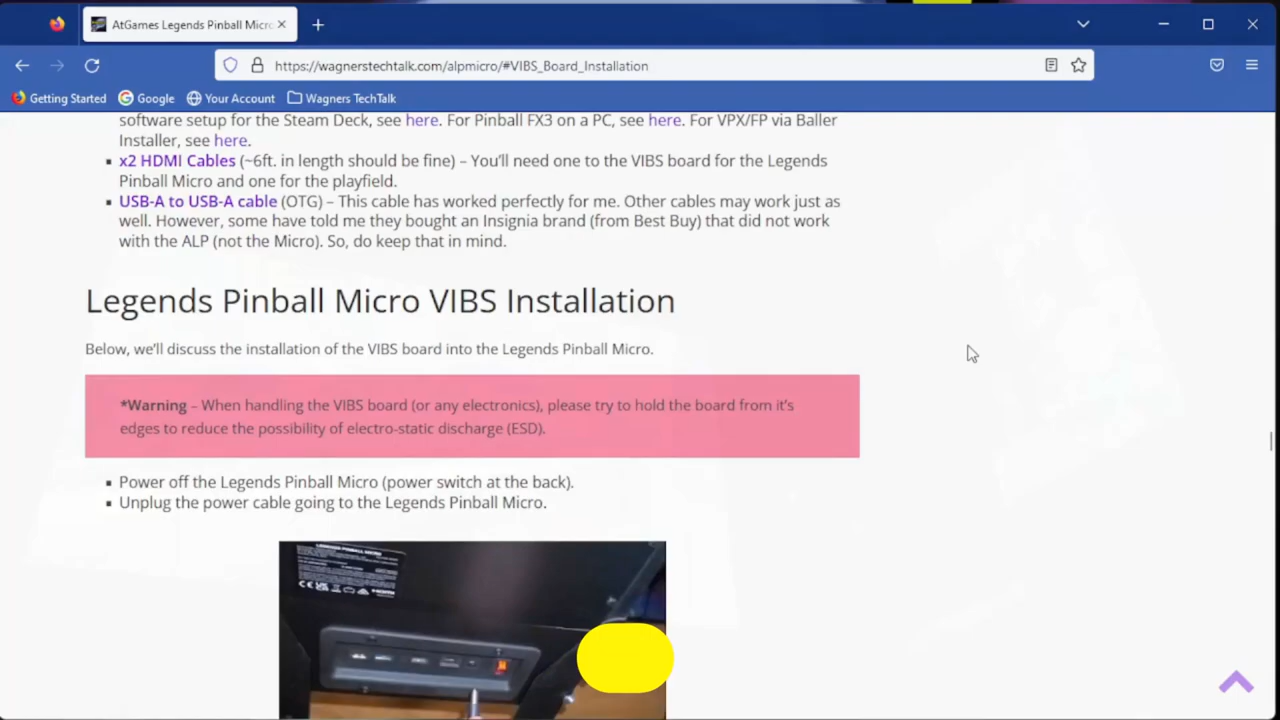 AtGames Legends Pinball Micro
https://wagnerstechtalk.com/alpmicro/#VIBS_Board_Installation
Getting Started Google Your Account Wagners TechTalk
software setup for the Steam Deck, see here. For Pinball FX3 on a PC, see here. For VPX/FP via Baller
Installer, see here.
x2 HDMI Cables (~6ft. in length should be fine) – You'll need one to the VIBS board for the Legends
Pinball Micro and one for the playfield.
USB-A to USB-A cable (OTG) – This cable has worked perfectly for me. Other cables may work just as
well. However, some have told me they bought an Insignia brand (from Best Buy) that did not work
with the ALP (not the Micro). So, do keep that in mind.
Legends Pinball Micro VIBS Installation
Below, we'll discuss the installation of the VIBS board into the Legends Pinball Micro.
*Warning – When handling the VIBS board (or any electronics), please try to hold the board from it's
edges to reduce the possibility of electro-static discharge (ESD).
Power off the Legends Pinball Micro (power switch at the back).
Unplug the power cable going to the Legends Pinball Micro.
LEGENDS PINBALL MICRO